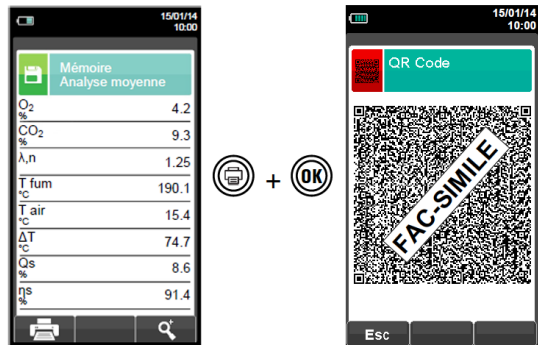 15/01/14
10:00
Mémoire
Analyse moyenne
O2
%
4.2
CO2
%
9.3
λ,n
1.25
T fum
°C
190.1
T air
°C
15.4
ΔT
°C
74.7
Qs
%
8.6
ηs
%
91.4
+
OK
15/01/14
10:00
QR Code
FAC-SIMILE
Esc